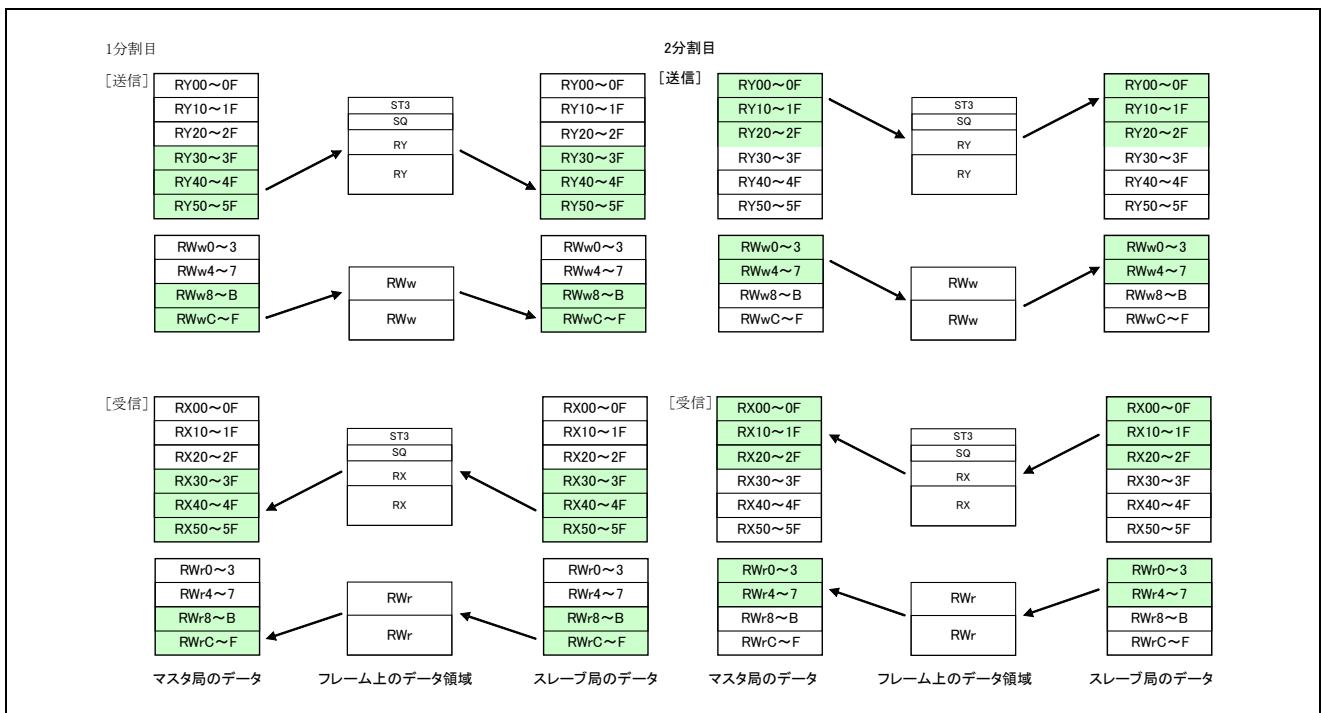 1分割目
[送信]
RY00～0F
RY10～1F
RY20～2F
RY30～3F
RY40～4F
RY50～5F
ST3
SQ
RY
RY
RY00～0F
RY10～1F
RY20～2F
RY30～3F
RY40～4F
RY50～5F
RWw0～3
RWw4～7
RWw8～B
RWwC～F
RWw
RWw
RWw0～3
RWw4～7
RWw8～B
RWwC～F
[受信]
RX00～0F
RX10～1F
RX20～2F
RX30～3F
RX40～4F
RX50～5F
ST3
SQ
RX
RX
RX00～0F
RX10～1F
RX20～2F
RX30～3F
RX40～4F
RX50～5F
RWr0～3
RWr4～7
RWr8～B
RWrC～F
RWr
RWr
RWr0～3
RWr4～7
RWr8～B
RWrC～F
マスタ局のデータ
フレーム上のデータ領域
スレーブ局のデータ
2分割目
[送信]
RY00～0F
RY10～1F
RY20～2F
RY30～3F
RY40～4F
RY50～5F
ST3
SQ
RY
RY
RY00～0F
RY10～1F
RY20～2F
RY30～3F
RY40～4F
RY50～5F
RWw0～3
RWw4～7
RWw8～B
RWwC～F
RWw
RWw
RWw0～3
RWw4～7
RWw8～B
RWwC～F
[受信]
RX00～0F
RX10～1F
RX20～2F
RX30～3F
RX40～4F
RX50～5F
ST3
SQ
RX
RX
RX00～0F
RX10～1F
RX20～2F
RX30～3F
RX40～4F
RX50～5F
RWr0～3
RWr4～7
RWr8～B
RWrC～F
RWr
RWr
RWr0～3
RWr4～7
RWr8～B
RWrC～F
マスタ局のデータ
フレーム上のデータ領域
スレーブ局のデータ